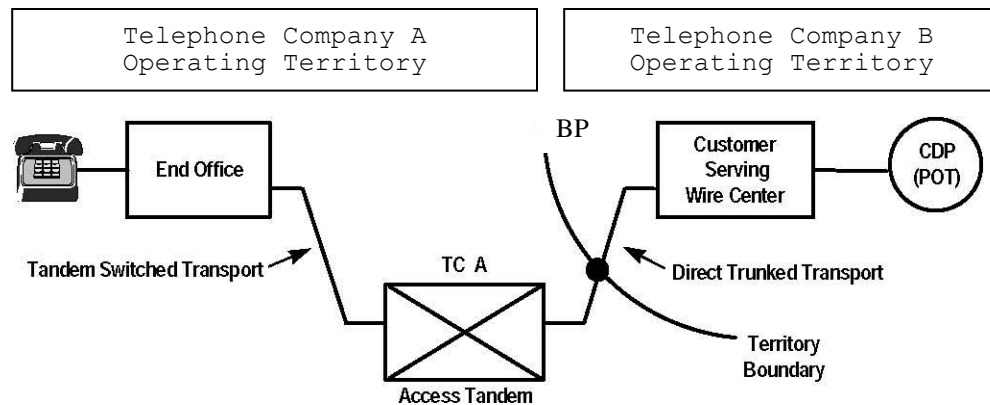 Telephone Company A
Operating Territory
Telephone Company B
Operating Territory
BP
End Office
Customer
Serving
Wire Center
CDP
(POT)
Tandem Switched Transport
TC A
Direct Trunked Transport
Territory
Boundary
Access Tandem